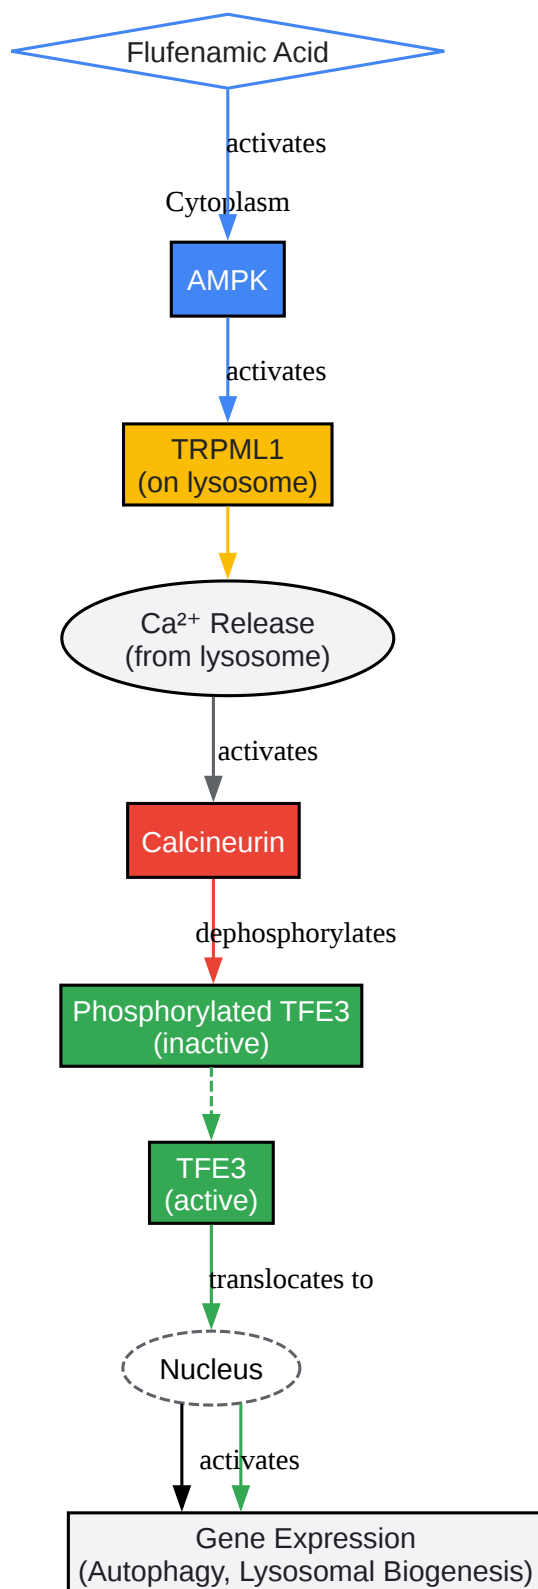 Flufenamic Acid
activates
Cytoplasm
AMPK
activates
TRPML1
(on lysosome)
Ca²⁺ Release
(from lysosome)
activates
Calcineurin
dephosphorylates
Phosphorylated TFE3
(inactive)
TFE3
(active)
translocates to
Nucleus
activates
Gene Expression
(Autophagy, Lysosomal Biogenesis)